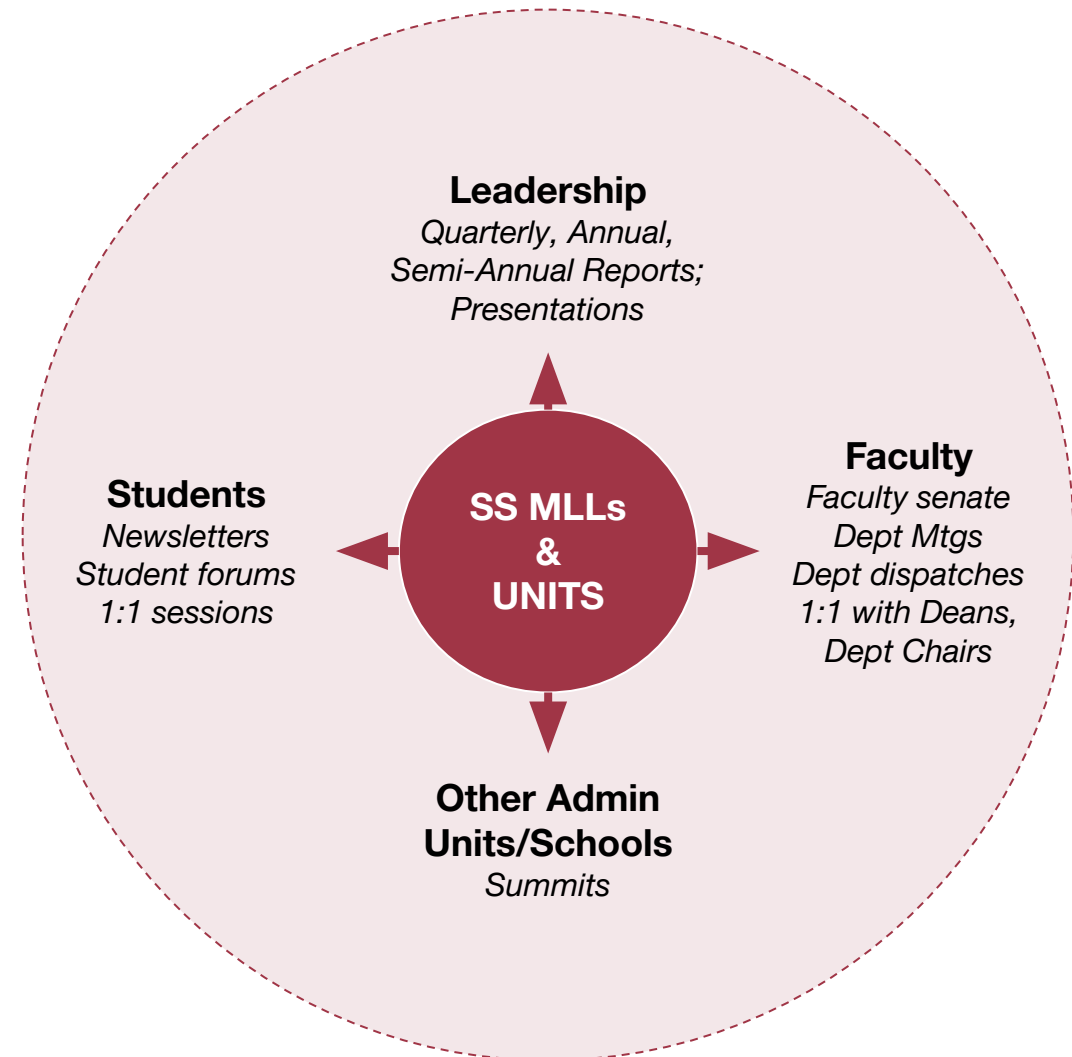 Leadership
Quarterly, Annual,
Semi-Annual Reports;
Presentations
Students
Newsletters
Student forums
1:1 sessions
SS MLLs
&
UNITS
Faculty
Faculty senate
Dept Mtgs
Dept dispatches
1:1 with Deans,
Dept Chairs
Other Admin
Units/Schools
Summits